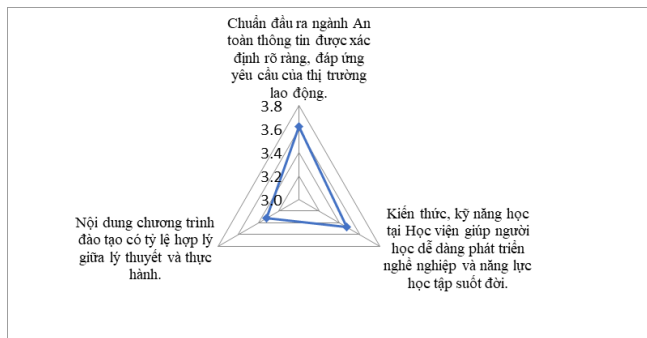 Chuẩn đầu ra ngành An
toàn thông tin được xác
định rõ ràng, đáp ứng
yêu cầu của thị trường
lao động.
3.8
3.6
3.4
3.2
3.0
Kiến thức, kỹ năng học
tại Học viện giúp người
học dễ dàng phát triển
nghề nghiệp và năng lực
học tập suốt đời.
Nội dung chương trình
đào tạo có tỷ lệ hợp lý
giữa lý thuyết và thực
hành.